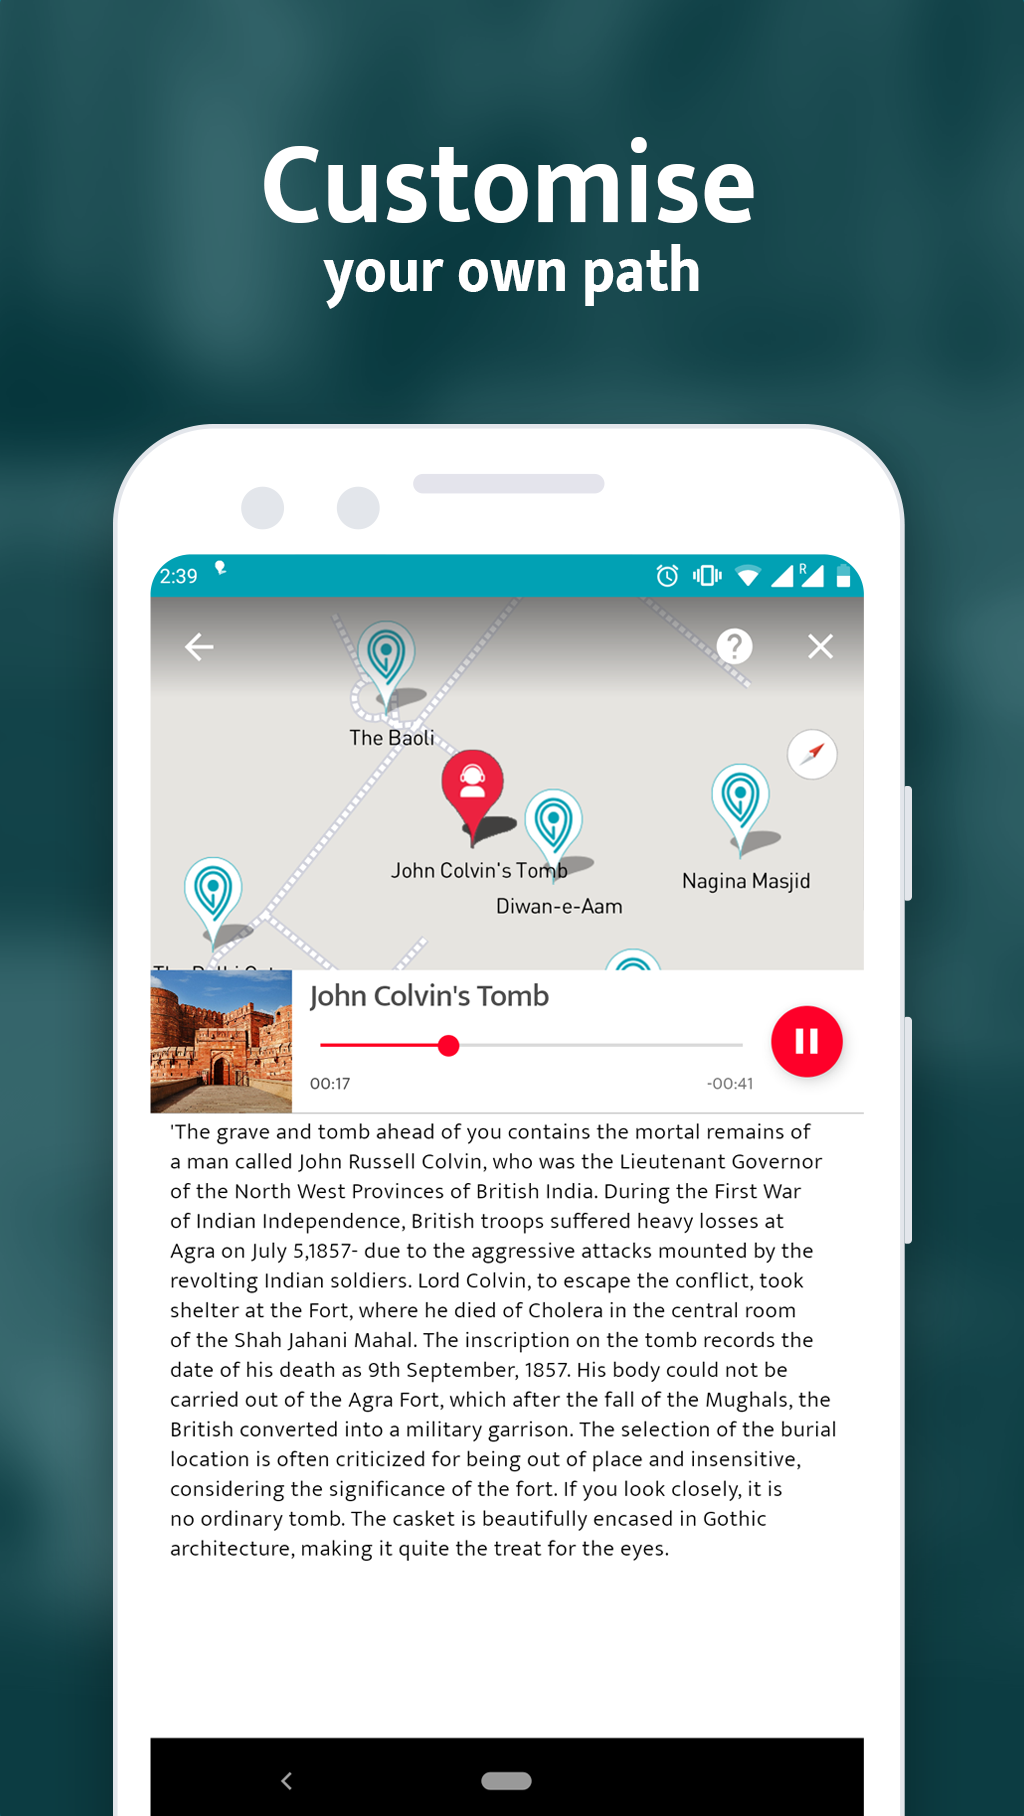 Customise
your own path
2:39
R
The Baoli
John Colvin's Tomb
Nagina Masjid
Diwan-e-Aam
John Colvin's Tomb
00:17
-00:41
'The grave and tomb ahead of you contains the mortal remains of
a man called John Russell Colvin, who was the Lieutenant Governor
of the North West Provinces of British India. During the First War
of Indian Independence, British troops suffered heavy losses at
Agra on July 5,1857- due to the aggressive attacks mounted by the
revolting Indian soldiers. Lord Colvin, to escape the conflict, took
shelter at the Fort, where he died of Cholera in the central room
of the Shah Jahani Mahal. The inscription on the tomb records the
date of his death as 9th September, 1857. His body could not be
carried out of the Agra Fort, which after the fall of the Mughals, the
British converted into a military garrison. The selection of the burial
location is often criticized for being out of place and insensitive,
considering the significance of the fort. If you look closely, it is
no ordinary tomb. The casket is beautifully encased in Gothic
architecture, making it quite the treat for the eyes.